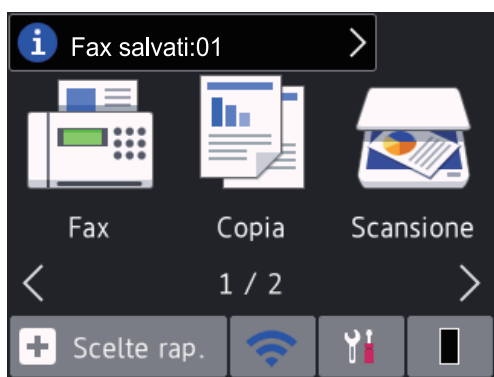 Fax salvati:01
Fax Copia Scansione
1 / 2
Scelte rap.